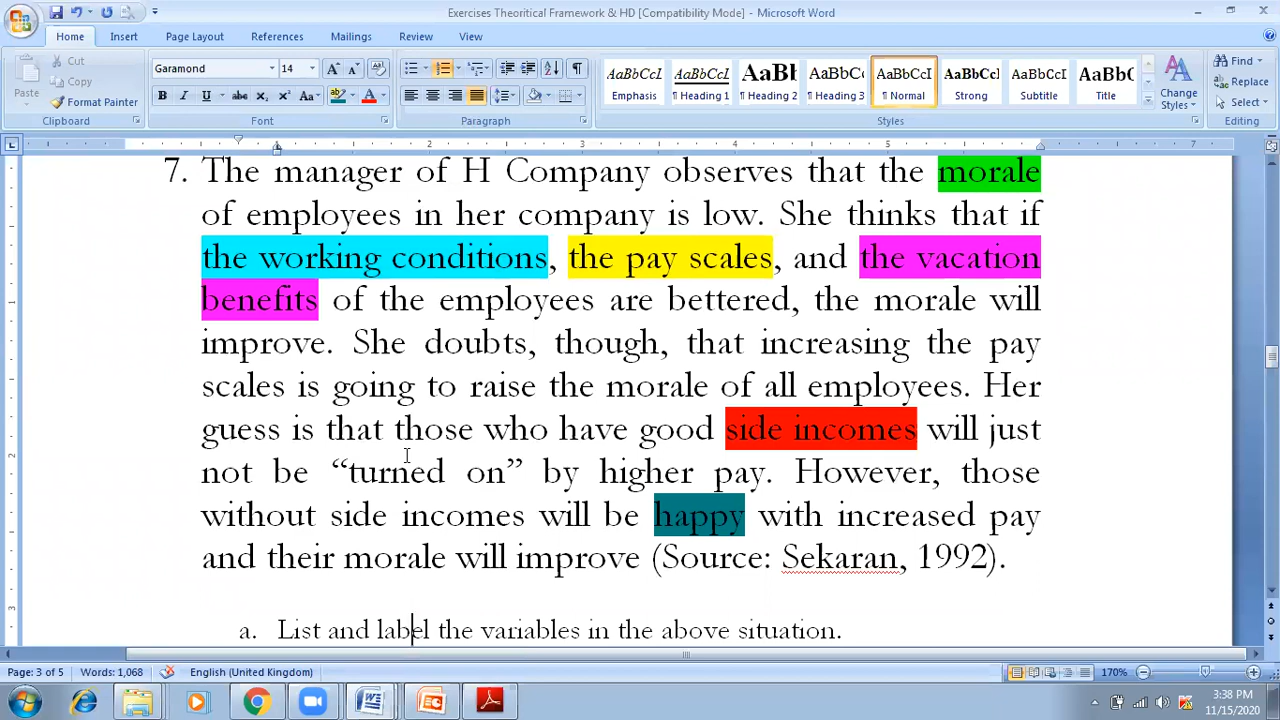 Exercises Theoritical Framework & HD [Compatibility Mode] - Microsoft Word
Home Insert Page Layout References Mailings Review View
Cut
Copy
Format Painter
Paste
Clipboard
Garamond 14
Font
Paragraph
AaBbCcI AaBbCcI AaBb AaBbC AaBbCcI AaBbCcI AaBbCcI AaBbC
Emphasis ¶ Heading 1 ¶ Heading 2 ¶ Heading 3 ¶ Normal Strong Subtitle Title
Change Styles
Styles
Find
Replace
Select
Editing
7. The manager of H Company observes that the morale
of employees in her company is low. She thinks that if
the working conditions, the pay scales, and the vacation
benefits of the employees are bettered, the morale will
improve. She doubts, though, that increasing the pay
scales is going to raise the morale of all employees. Her
guess is that those who have good side incomes will just
not be “turned on” by higher pay. However, those
without side incomes will be happy with increased pay
and their morale will improve (Source: Sekaran, 1992).
a. List and label the variables in the above situation.
Page: 3 of 5 Words: 1,068 English (United Kingdom) 170%
3:38 PM
11/15/2020